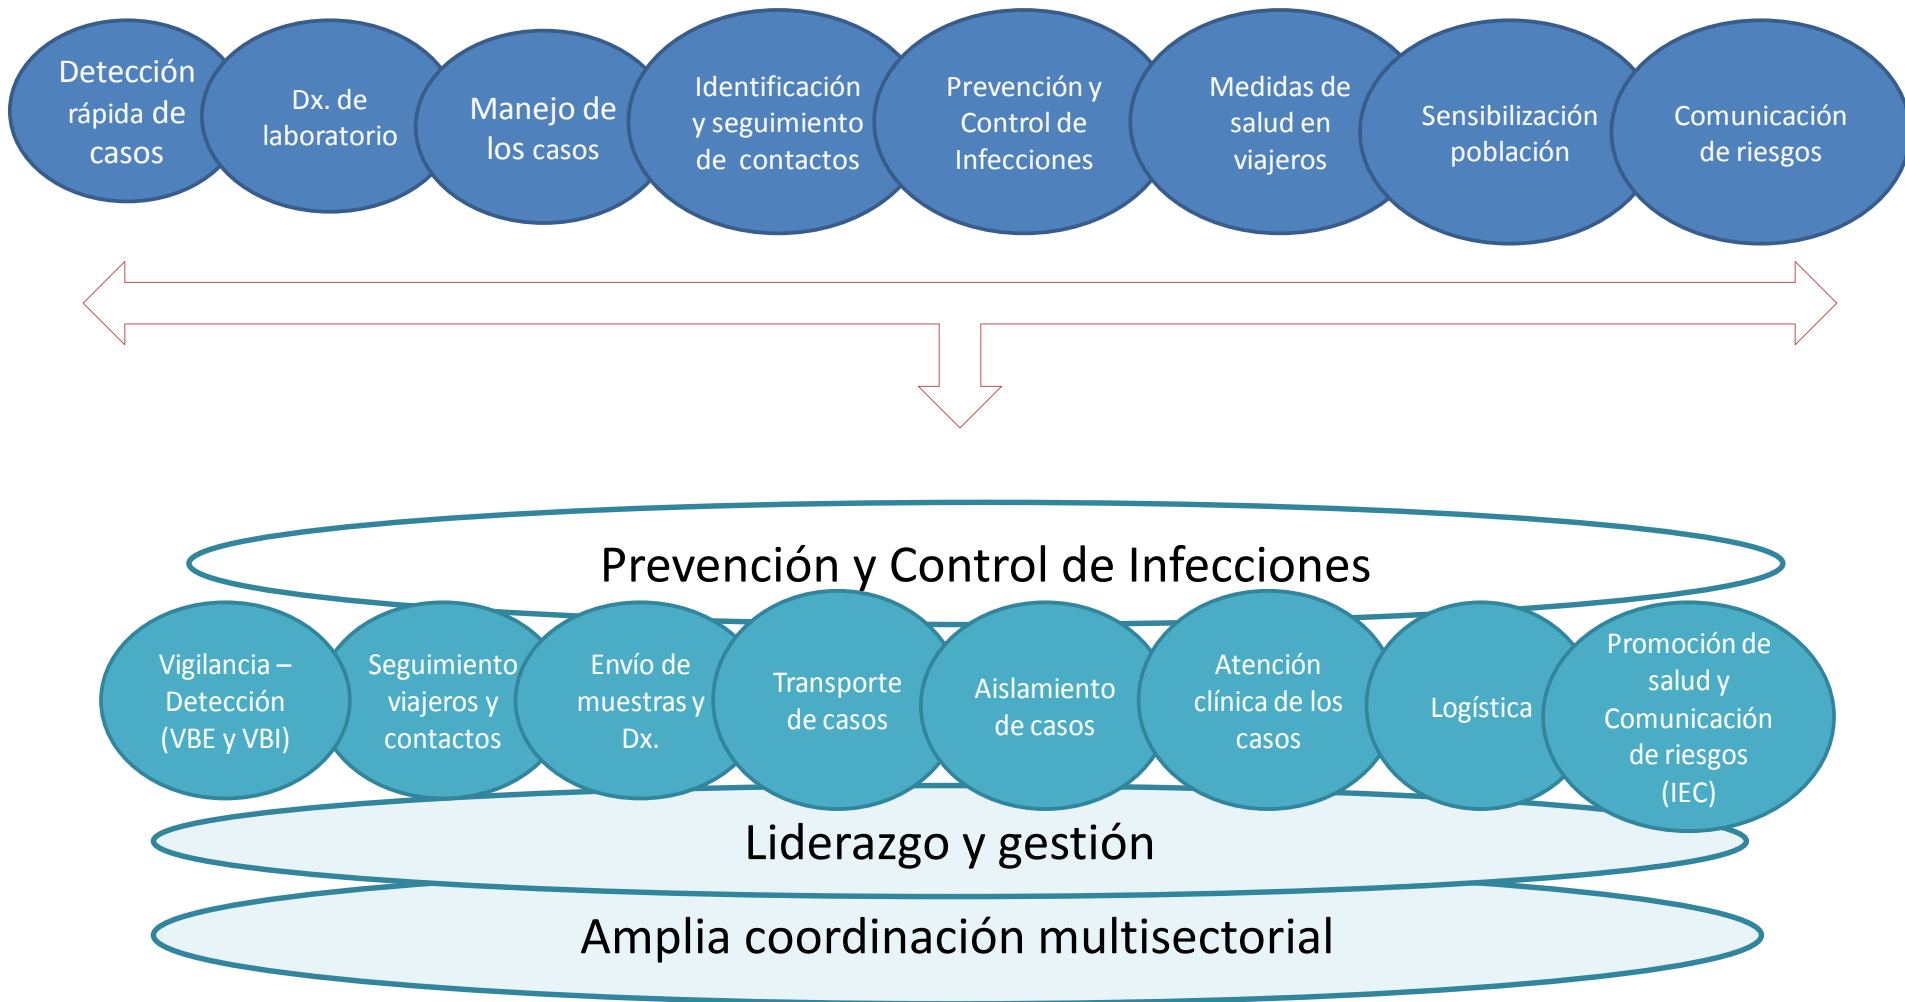 Detección
rápida de
casos
Dx. de
laboratorio
Manejo de
los casos
Identificación
y seguimiento
de contactos
Prevención y
Control de
Infecciones
Medidas de
salud en
viajeros
Sensibilización
población
Comunicación
de riesgos
Prevención y Control de Infecciones
Vigilancia –
Detección
(VBE y VBI)
Seguimiento
viajeros y
contactos
Envío de
muestras y
Dx.
Transporte
de casos
Aislamiento
de casos
Atención
clínica de los
casos
Logística
Promoción de
salud y
Comunicación
de riesgos
(IEC)
Liderazgo y gestión
Amplia coordinación multisectorial